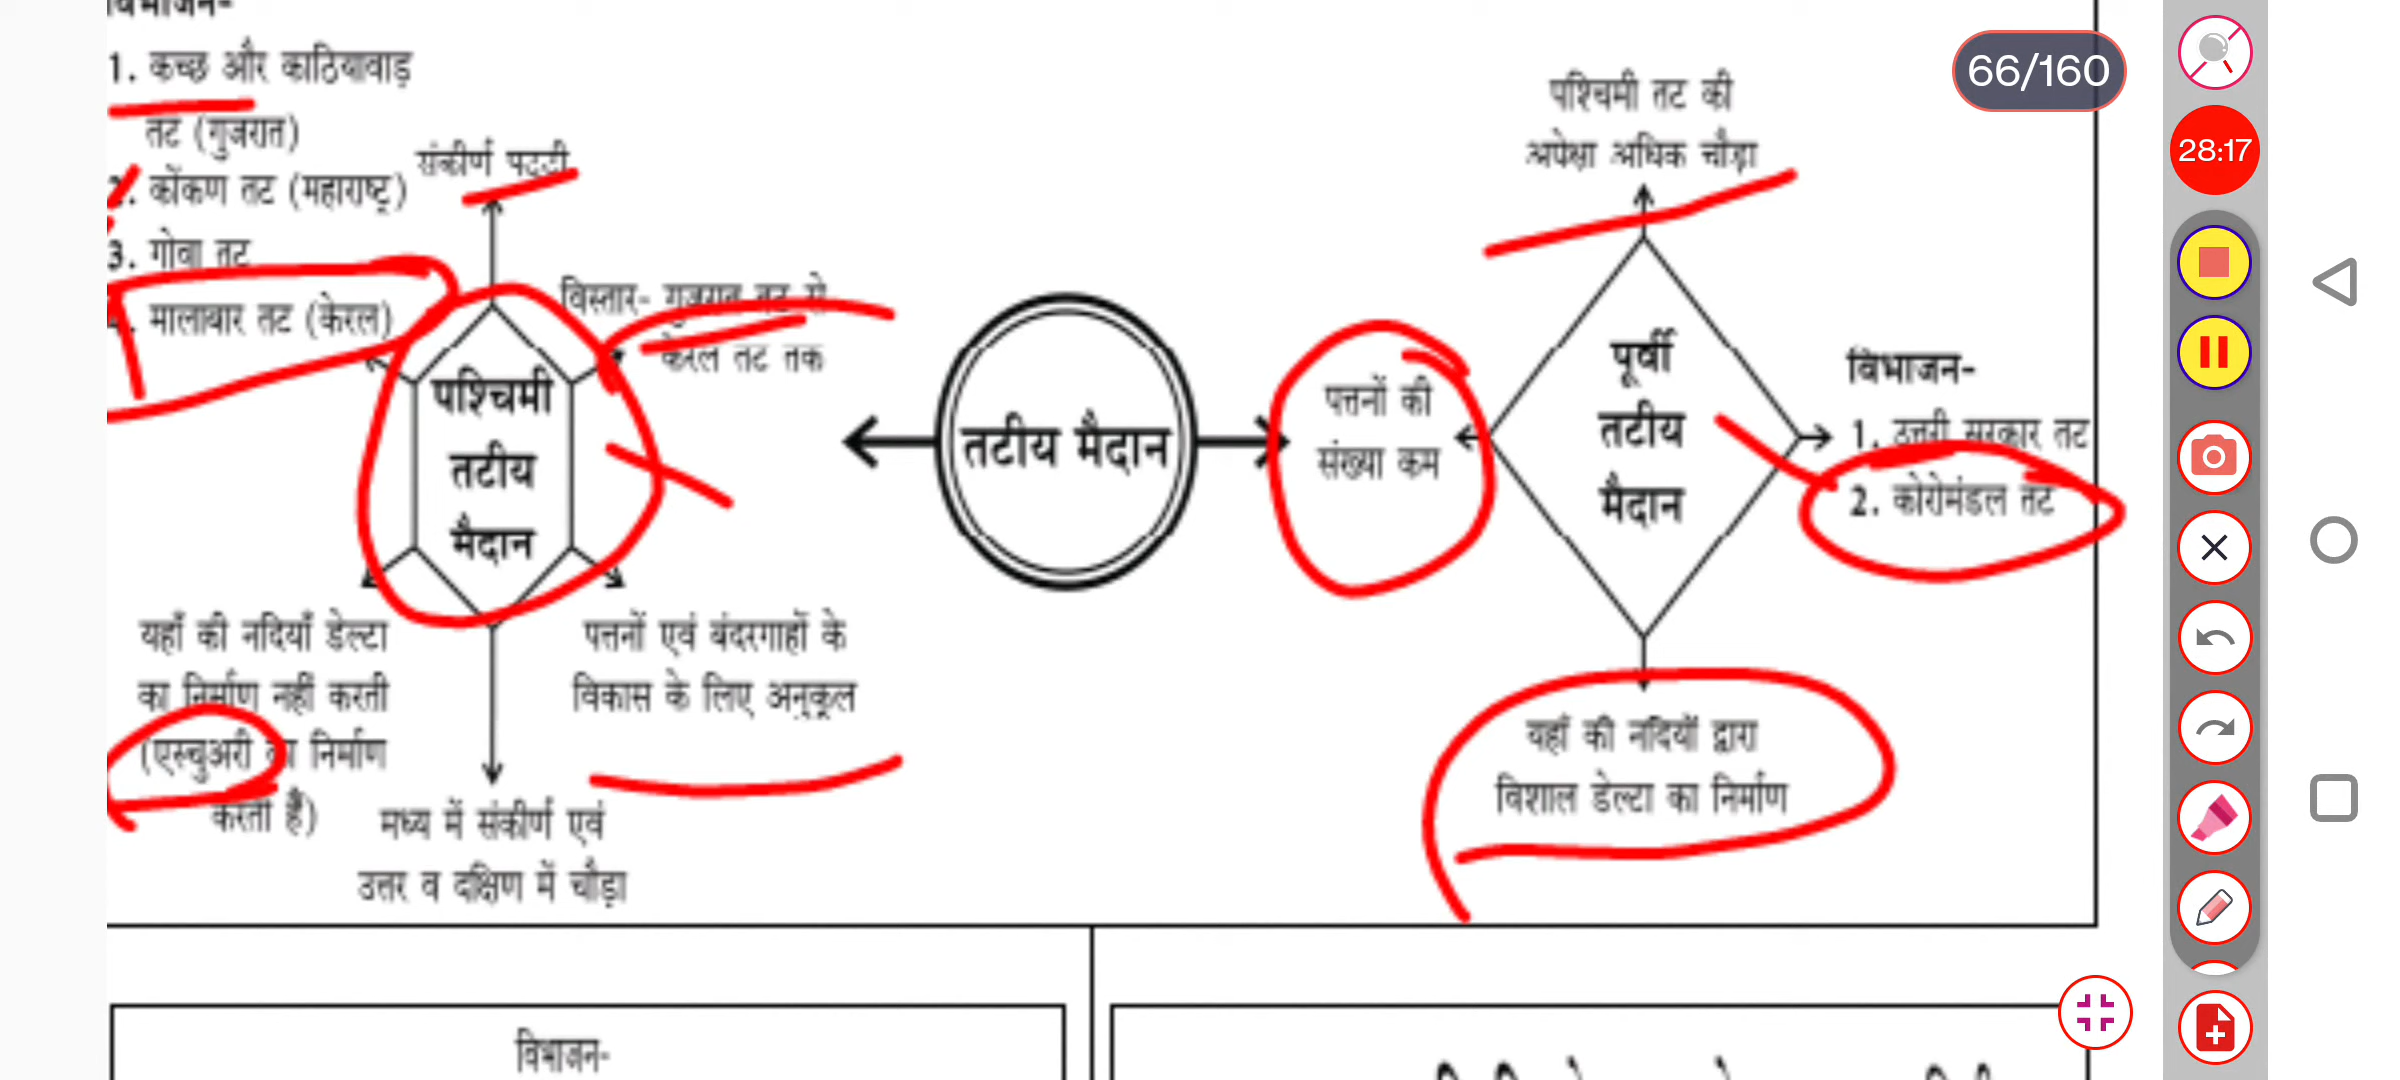 विभाजन-
1. कच्छ और काठियावाड़
तट (गुजरात)
2. कोंकण तट (महाराष्ट्र)
3. गोवा तट
मालाबार तट (केरल)
संकीर्ण पट्टी
विस्तार- गुजरात तट से
केरल तट तक
पश्चिमी
तटीय
मैदान
यहाँ की नदियाँ डेल्टा
का निर्माण नहीं करती
(एस्चुअरी का निर्माण
करती हैं)
पत्तनों एवं बंदरगाहों के
विकास के लिए अनुकूल
मध्य में संकीर्ण एवं
उत्तर व दक्षिण में चौड़ा
तटीय मैदान
पश्चिमी तट की
अपेक्षा अधिक चौड़ा
पत्तनों की
संख्या कम
पूर्वी
तटीय
मैदान
विभाजन-
1. उत्तरी सरकार तट
2. कोरोमंडल तट
यहाँ की नदियों द्वारा
विशाल डेल्टा का निर्माण
विभाजन-
66/160
28:17